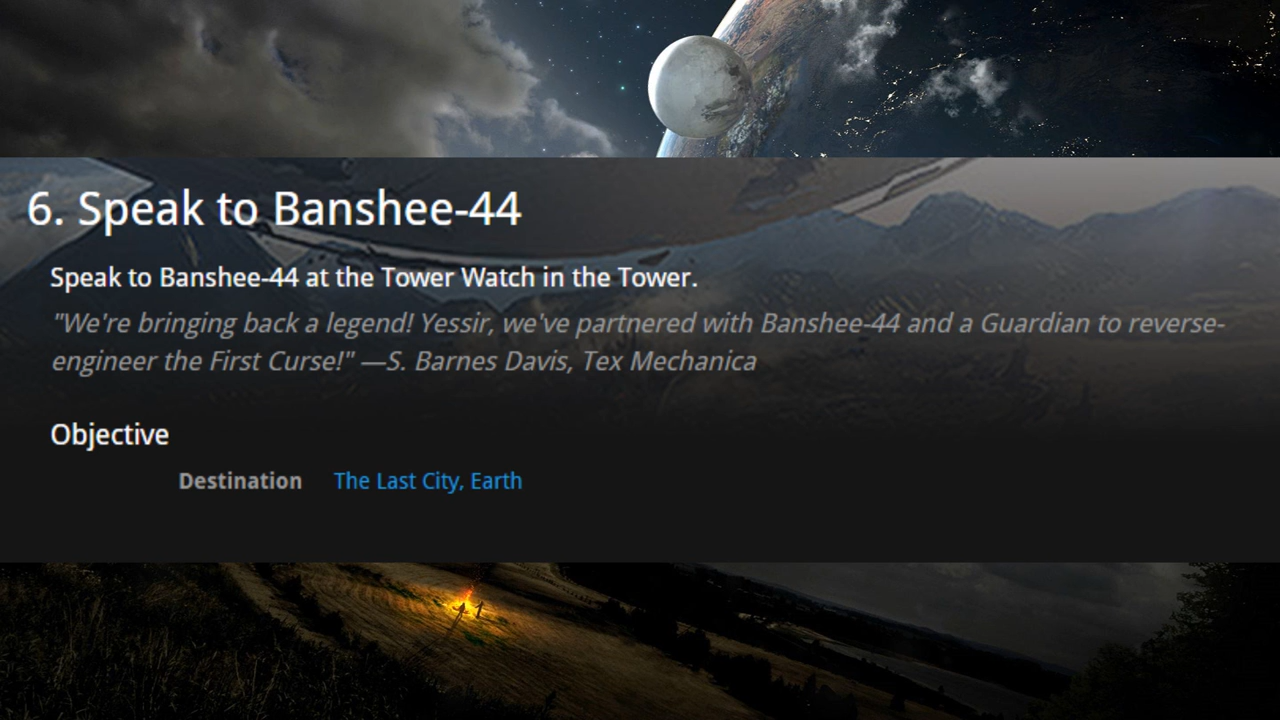 6. Speak to Banshee-44
Speak to Banshee-44 at the Tower Watch in the Tower.
"We're bringing back a legend! Yessir, we've partnered with Banshee-44 and a Guardian to reverse-
engineer the First Curse!" —S. Barnes Davis, Tex Mechanica
Objective
Destination The Last City, Earth